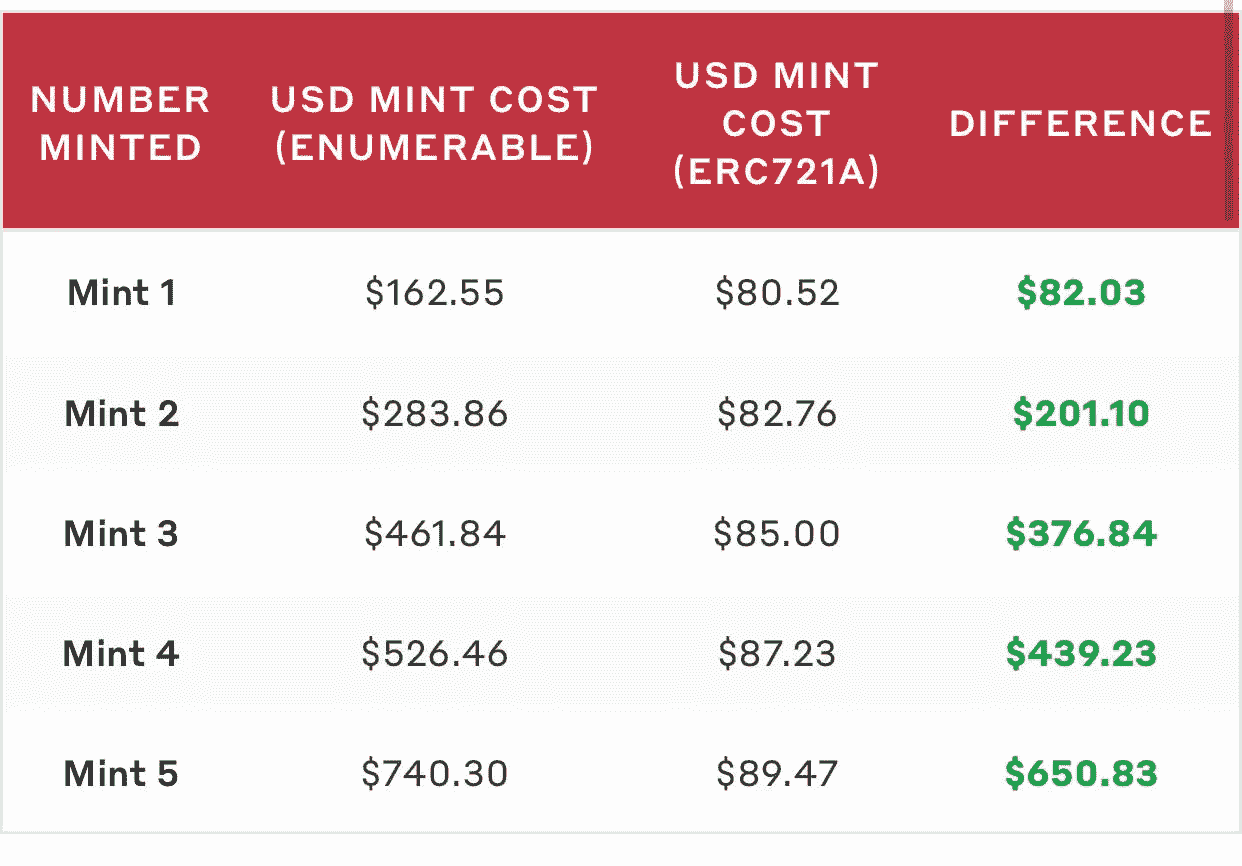 NUMBER MINTED USD MINT COST (ENUMERABLE) USD MINT COST (ERC721A) DIFFERENCE
Mint 1 $162.55 $80.52 $82.03
Mint 2 $283.86 $82.76 $201.10
Mint 3 $461.84 $85.00 $376.84
Mint 4 $526.46 $87.23 $439.23
Mint 5 $740.30 $89.47 $650.83